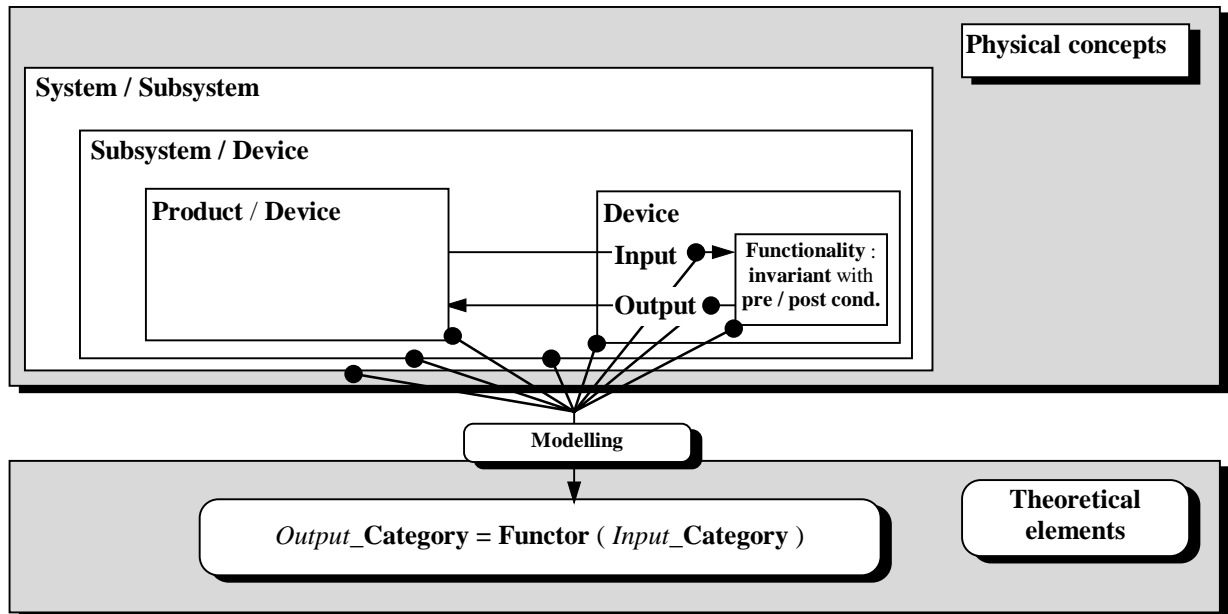 Physical concepts
System / Subsystem
Subsystem / Device
Product / Device
Device
Input
Functionality :
invariant with
pre / post cond.
Output
Modelling
Theoretical
elements
Output_Category = Functor ( Input_Category )